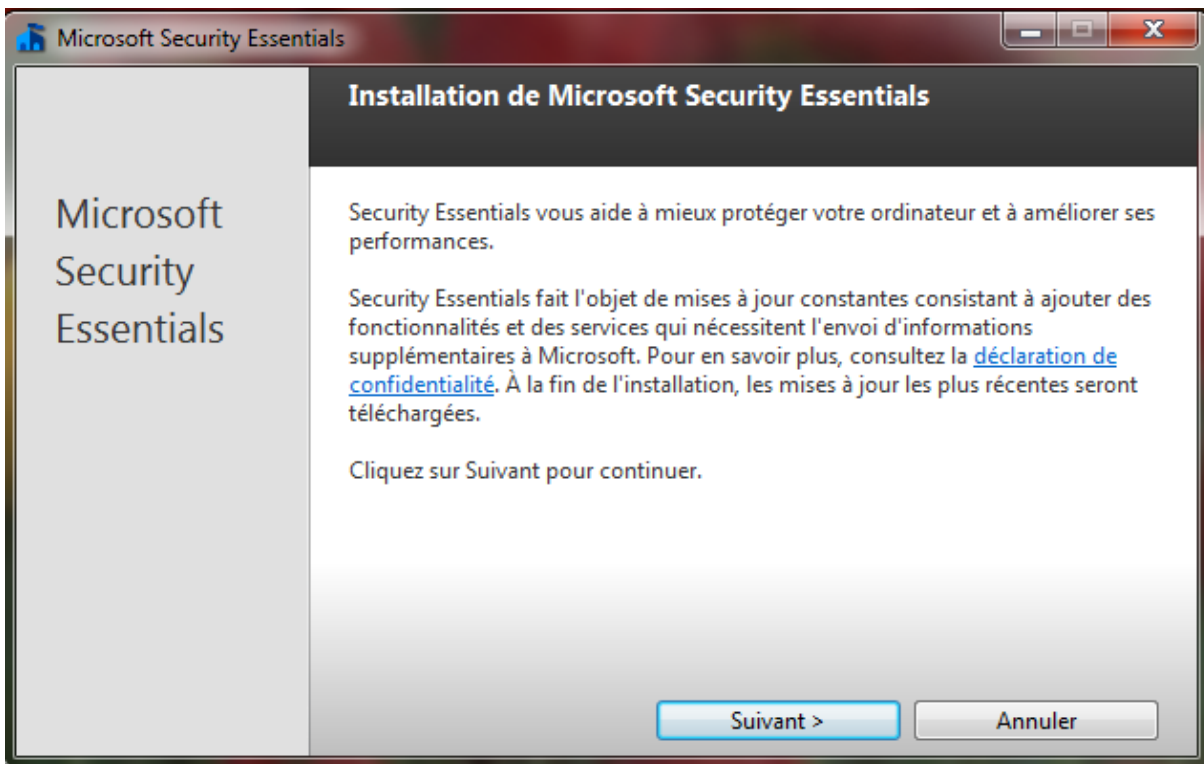 Microsoft Security Essentials
Installation de Microsoft Security Essentials
Microsoft
Security
Essentials
Security Essentials vous aide à mieux protéger votre ordinateur et à améliorer ses
performances.
Security Essentials fait l'objet de mises à jour constantes consistant à ajouter des
fonctionnalités et des services qui nécessitent l'envoi d'informations
supplémentaires à Microsoft. Pour en savoir plus, consultez la déclaration de
confidentialité. À la fin de l'installation, les mises à jour les plus récentes seront
téléchargées.
Cliquez sur Suivant pour continuer.
Suivant >
Annuler